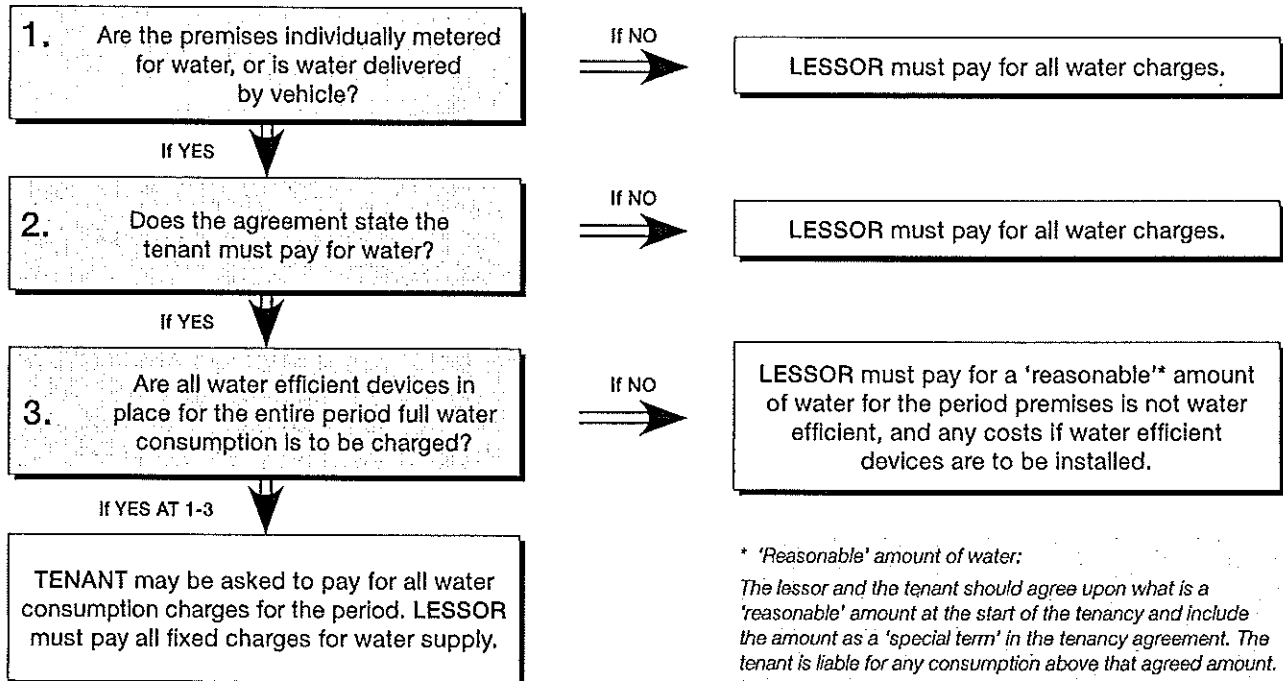 1.
Are the premises individually metered
for water, or is water delivered
by vehicle?
If NO
LESSOR must pay for all water charges.
If YES
2.
Does the agreement state the
tenant must pay for water?
If NO
LESSOR must pay for all water charges.
If YES
3.
Are all water efficient devices in
place for the entire period full water
consumption is to be charged?
If NO
LESSOR must pay for a ‘reasonable’* amount
of water for the period premises is not water
efficient, and any costs if water efficient
devices are to be installed.
If YES AT 1-3
TENANT may be asked to pay for all water
consumption charges for the period. LESSOR
must pay all fixed charges for water supply.
* ‘Reasonable’ amount of water:
The lessor and the tenant should agree upon what is a
‘reasonable’ amount at the start of the tenancy and include
the amount as a ‘special term’ in the tenancy agreement. The
tenant is liable for any consumption above that agreed amount.